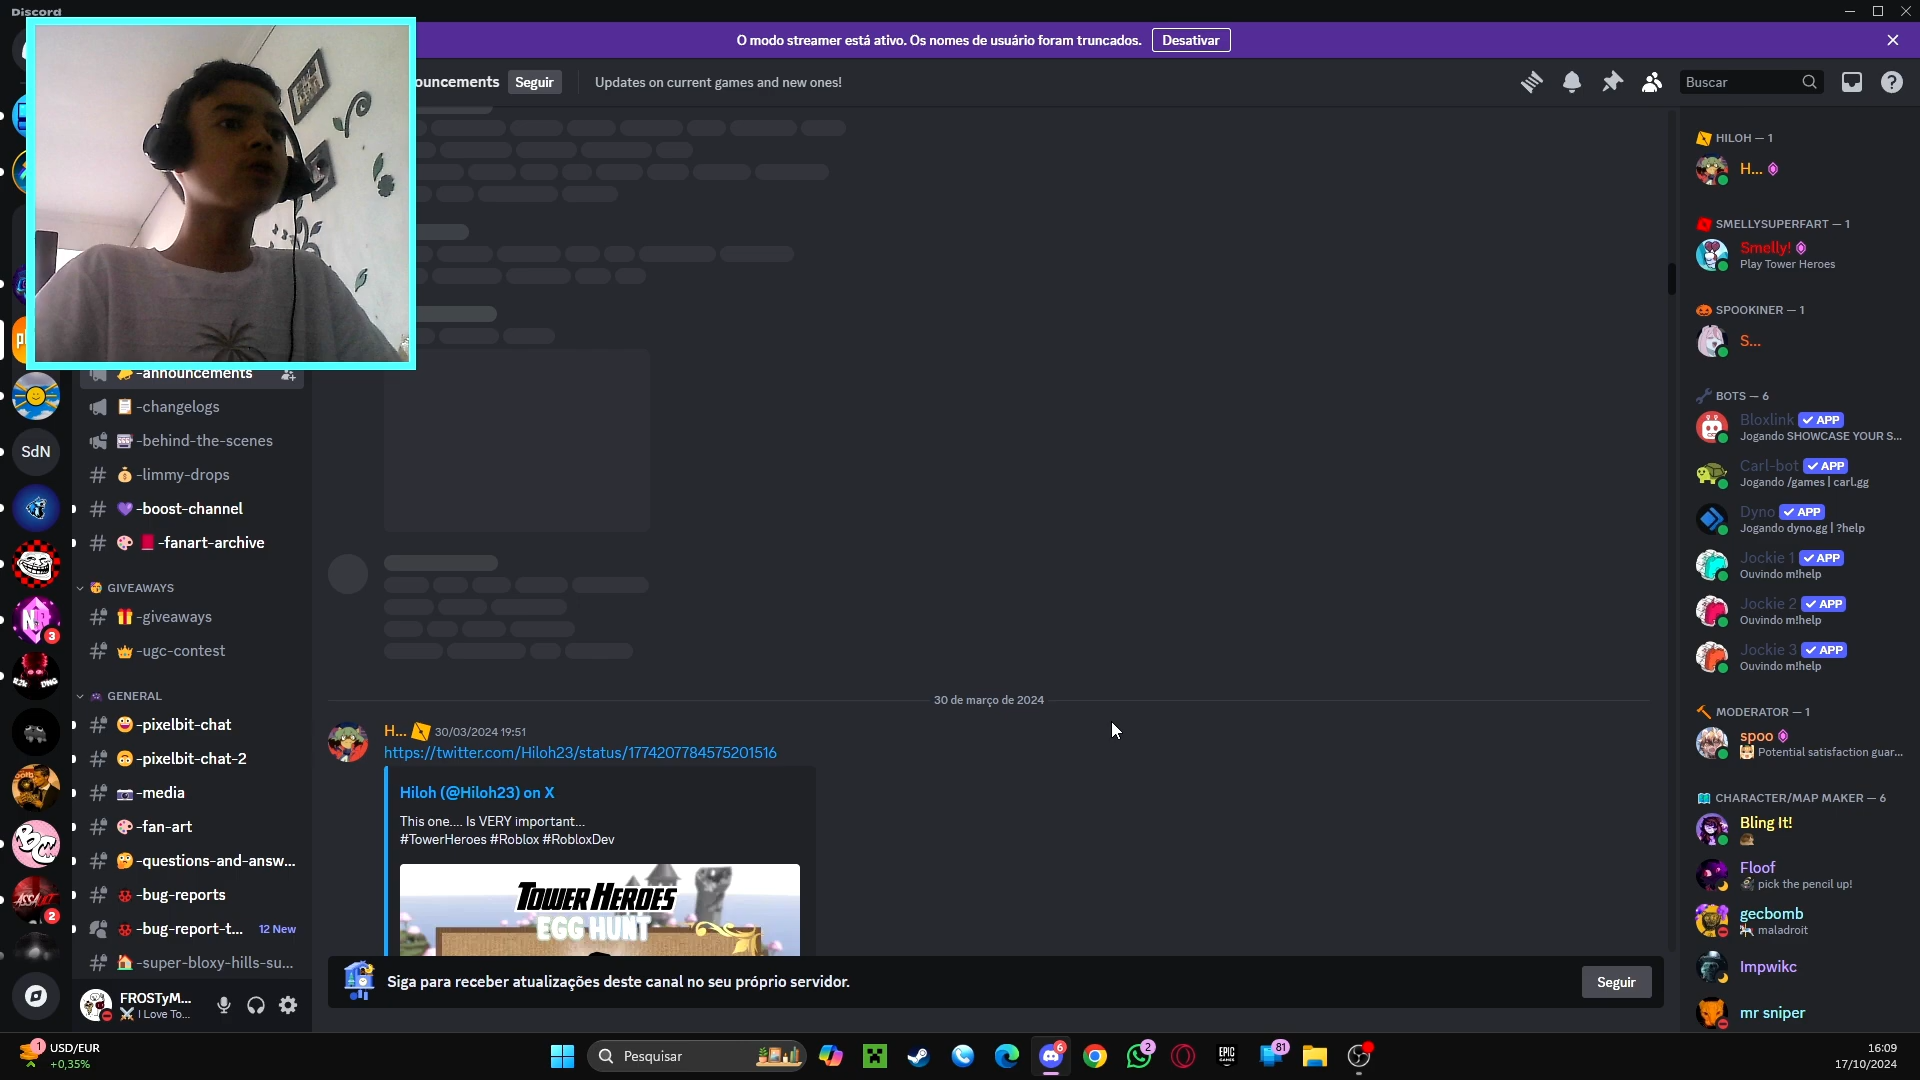 Discord
O modo streamer está ativo. Os nomes de usuário foram truncados.
Desativar
ouncements
Seguir
Updates on current games and new ones!
Buscar
-announcements
-changelogs
-behind-the-scenes
-limmy-drops
-boost-channel
-fanart-archive
GIVEAWAYS
-giveaways
-ugc-contest
GENERAL
-pixelbit-chat
-pixelbit-chat-2
-media
-fan-art
-questions-and-answ...
-bug-reports
-bug-report-t...
12 New
-super-bloxy-hills-su...
SdN
3
2
FROSTyM...
I Love To...
30 de março de 2024
H...
30/03/2024 19:51
https://twitter.com/Hiloh23/status/1774207784575201516
Hiloh (@Hiloh23) on X
This one.... Is VERY important...
#TowerHeroes #Roblox #RobloxDev
TOWER HEROES
EGG HUNT
Siga para receber atualizações deste canal no seu próprio servidor.
Seguir
HILOH — 1
H...
SMELLYSUPERFART — 1
Smelly!
Play Tower Heroes
SPOOKINER — 1
S...
BOTS — 6
Bloxlink
APP
Jogando SHOWCASE YOUR S...
Carl-bot
APP
Jogando /games | carl.gg
Dyno
APP
Jogando dyno.gg | ?help
Jockie 1
APP
Ouvindo m!help
Jockie 2
APP
Ouvindo m!help
Jockie 3
APP
Ouvindo m!help
MODERATOR — 1
spoo
Potential satisfaction guar...
CHARACTER/MAP MAKER — 6
Bling It!
Floof
pick the pencil up!
gecbomb
maladroit
Impwikc
mr sniper
1
USD/EUR
+0,35%
Pesquisar
6
2
EPIC
GAMES
81
16:09
17/10/2024